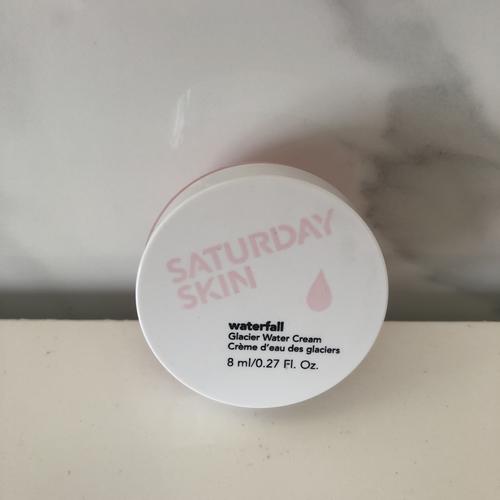 SATURDAY
SKIN
waterfall
Glacier Water Cream
Crème d'eau des glaciers
8 ml/0.27 Fl. Oz.